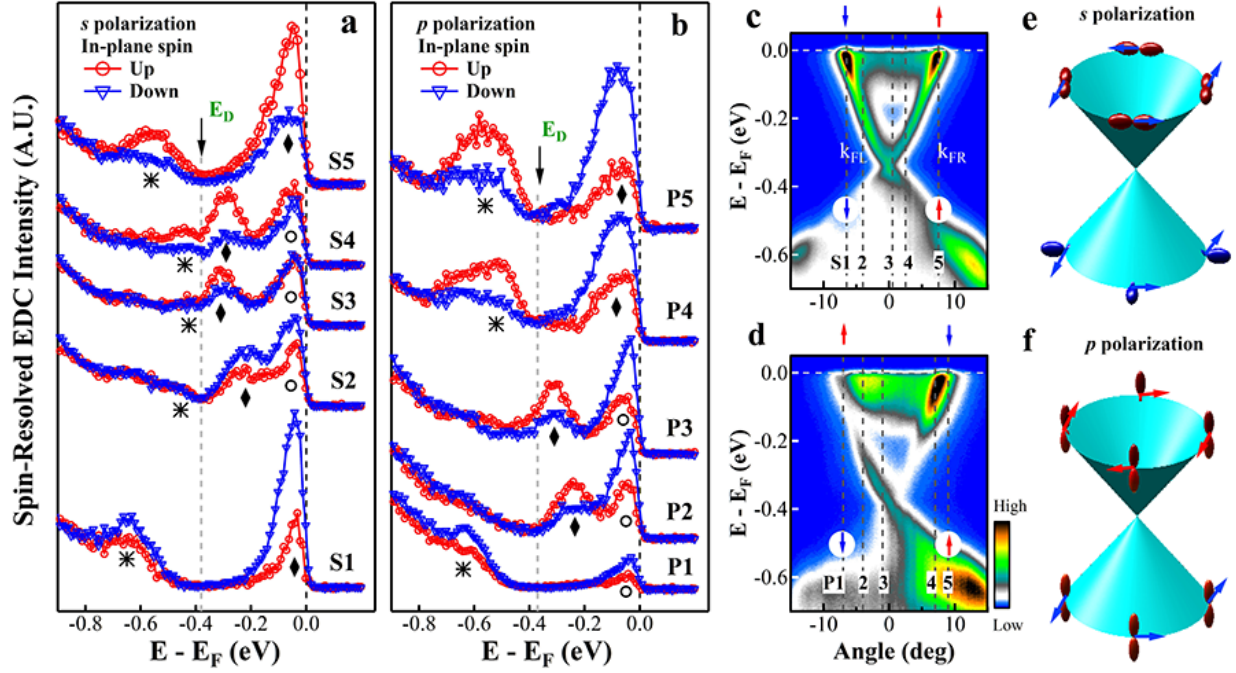 Spin-Resolved EDC Intensity (A.U.)
a
s polarization
In-plane spin
Up
Down
E_D
S5
S4
S3
S2
S1
-0.8 -0.6 -0.4 -0.2 0.0
E - E_F (eV)
b
p polarization
In-plane spin
Up
Down
E_D
P5
P4
P3
P2
P1
-0.8 -0.6 -0.4 -0.2 0.0
E - E_F (eV)
c
E - E_F (eV)
0.0
-0.2
-0.4
-0.6
k_FL
k_FR
S1 2 3 4 5
-10 0 10
d
E - E_F (eV)
0.0
-0.2
-0.4
-0.6
P1 2 3 4 5
-10 0 10
Angle (deg)
High
Low
e
s polarization
f
p polarization